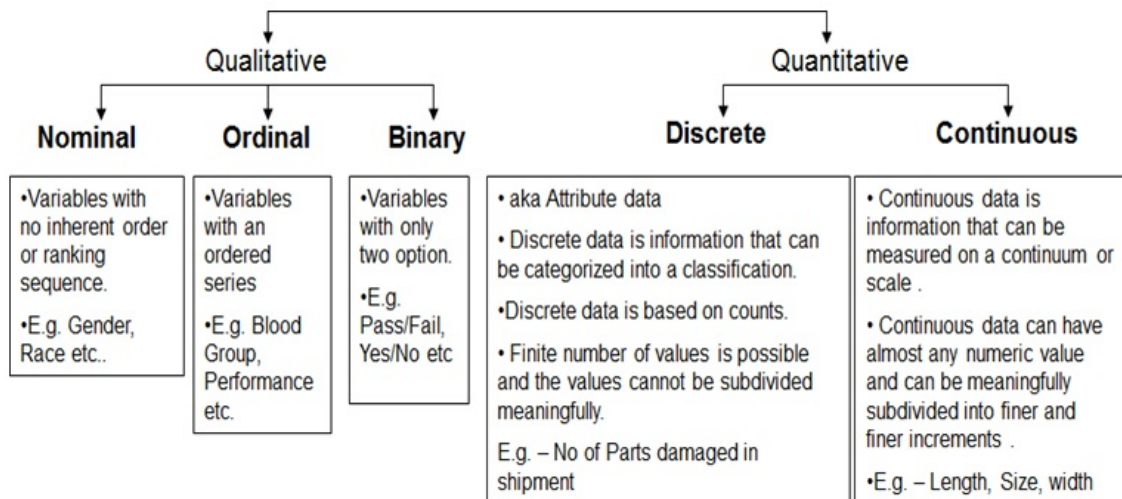 Qualitative
Quantitative
Nominal
Ordinal
Binary
Discrete
Continuous
•Variables with
no inherent order
or ranking
sequence.
•E.g. Gender,
Race etc..
•Variables
with an
ordered
series
•E.g. Blood
Group,
Performance
etc.
•Variables
with only
two option.
•E.g.
Pass/Fail,
Yes/No etc
• aka Attribute data
• Discrete data is information that can
be categorized into a classification.
•Discrete data is based on counts.
• Finite number of values is possible
and the values cannot be subdivided
meaningfully.
E.g. – No of Parts damaged in
shipment
• Continuous data is
information that can be
measured on a continuum or
scale .
• Continuous data can have
almost any numeric value
and can be meaningfully
subdivided into finer and
finer increments .
•E.g. – Length, Size, width